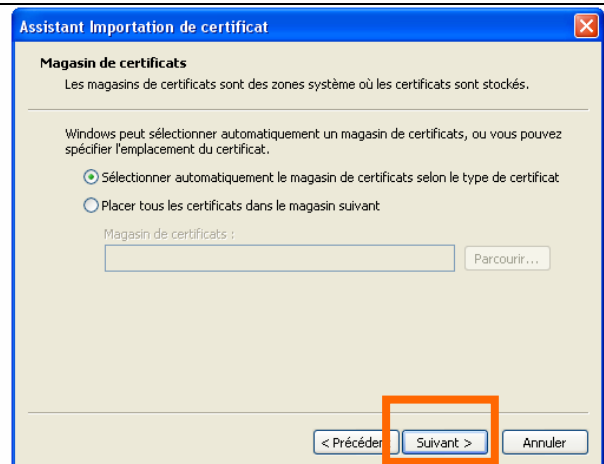 Assistant Importation de certificat
Magasin de certificats
Les magasins de certificats sont des zones système où les certificats sont stockés.
Windows peut sélectionner automatiquement un magasin de certificats, ou vous pouvez
spécifier l'emplacement du certificat.
Sélectionner automatiquement le magasin de certificats selon le type de certificat
Placer tous les certificats dans le magasin suivant
Magasin de certificats :
Parcourir...
< Précéden Suivant > Annuler